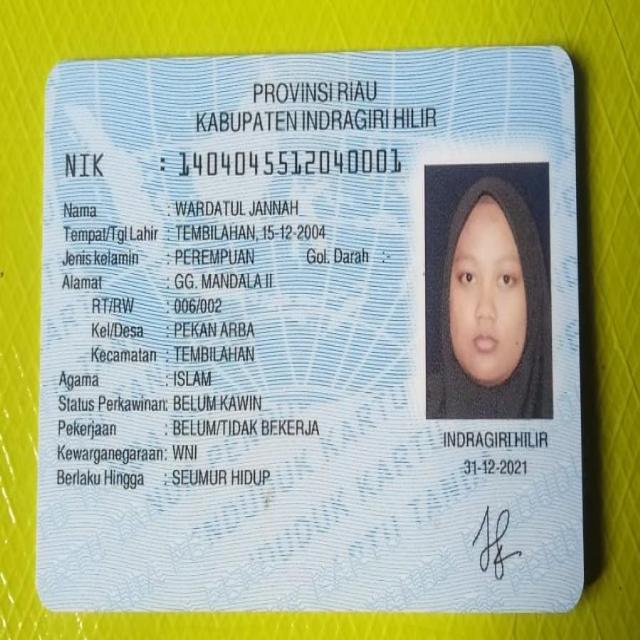 PROVINSI RIAU
KABUPATEN INDRAGIRI HILIR
NIK : 1404045512040001
Nama : WARDATUL JANNAH
Tempat/Tgl Lahir : TEMBILAHAN, 15-12-2004
Jenis kelamin : PEREMPUAN Gol. Darah :-
Alamat : GG. MANDALA II
RT/RW : 006/002
Kel/Desa : PEKAN ARBA
Kecamatan : TEMBILAHAN
Agama : ISLAM
Status Perkawinan: BELUM KAWIN
Pekerjaan : BELUM/TIDAK BEKERJA
Kewarganegaraan: WNI
Berlaku Hingga : SEUMUR HIDUP
INDRAGIRI HILIR
31-12-2021